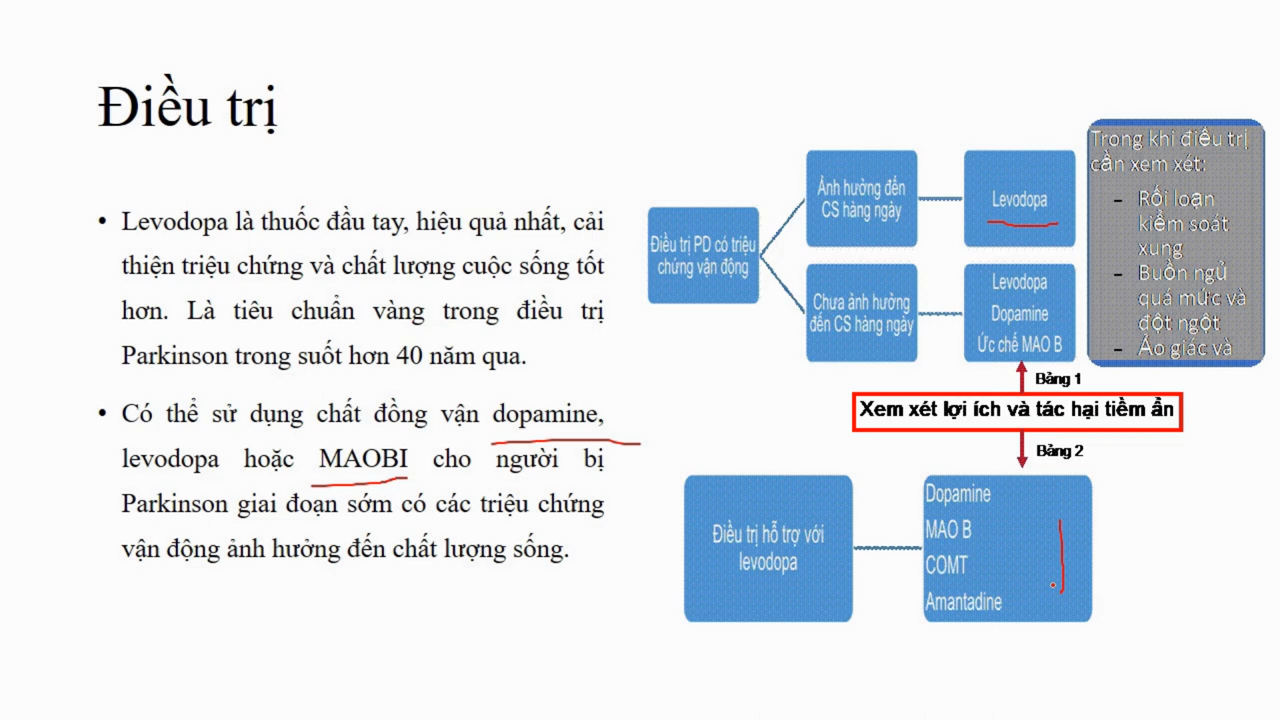 Điều trị
• Levodopa là thuốc đầu tay, hiệu quả nhất, cải
thiện triệu chứng và chất lượng cuộc sống tốt
hơn. Là tiêu chuẩn vàng trong điều trị
Parkinson trong suốt hơn 40 năm qua.
• Có thể sử dụng chất đồng vận dopamine,
levodopa hoặc MAOBI cho người bị
Parkinson giai đoạn sớm có các triệu chứng
vận động ảnh hưởng đến chất lượng sống.
Điều trị PD có triệu
chứng vận động
Ảnh hưởng đến
CS hàng ngày
Levodopa
Chưa ảnh hưởng
đến CS hàng ngày
Levodopa
Dopamine
Ức chế MAO B
Trong khi điều trị
cần xem xét:
- Rối loạn
kiểm soát
xung
- Buồn ngủ
quá mức và
đột ngột
- Ảo giác và
Bảng 1
Xem xét lợi ích và tác hại tiềm ẩn
Bảng 2
Điều trị hỗ trợ với
levodopa
Dopamine
MAO B
COMT
Amantadine